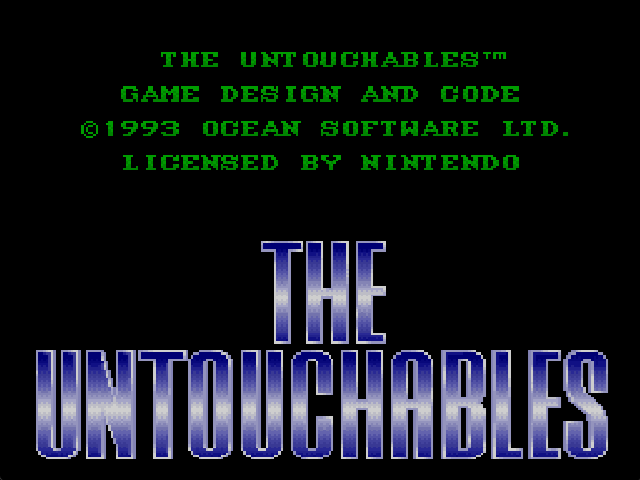 THE UNTOUCHABLES™
GAME DESIGN AND CODE
©1993 OCEAN SOFTWARE LTD.
LICENSED BY NINTENDO
THE
UNTOUCHABLES